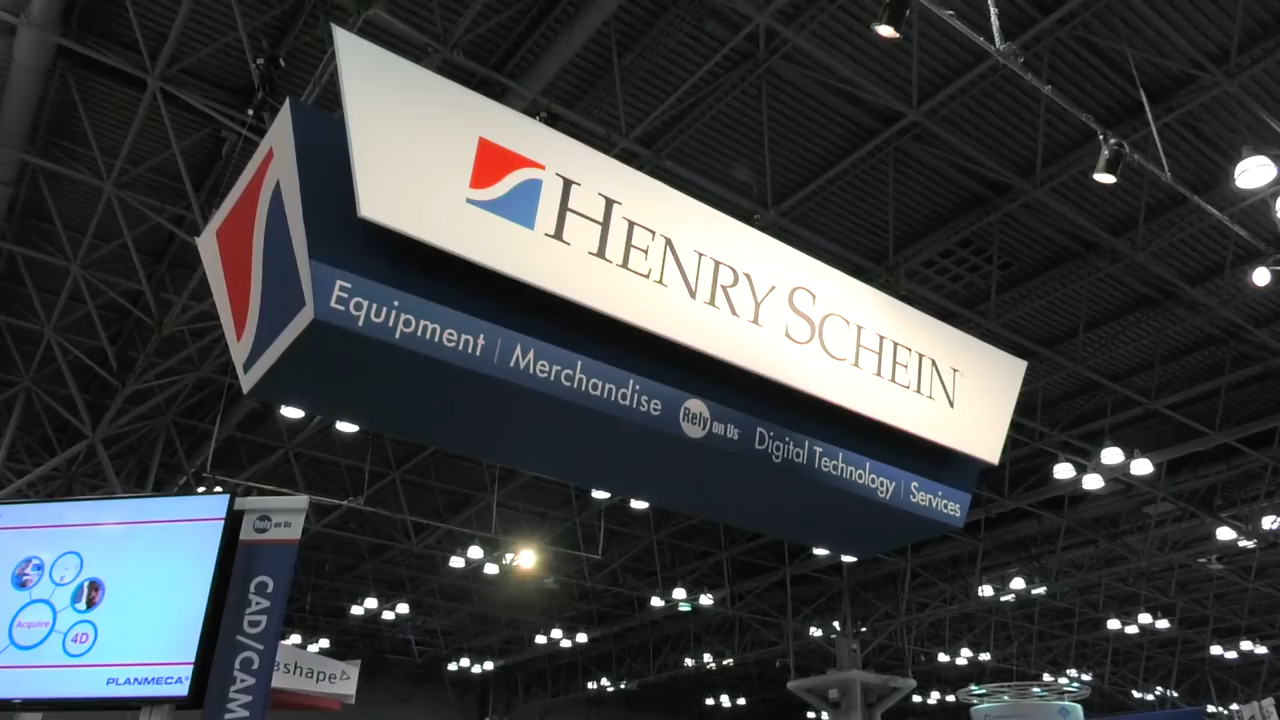 HENRY SCHEIN
Equipment | Merchandise Rely on Us Digital Technology | Services
Rely on Us
CAD/CAM
Acquire
4D
PLANMECA®
3shape